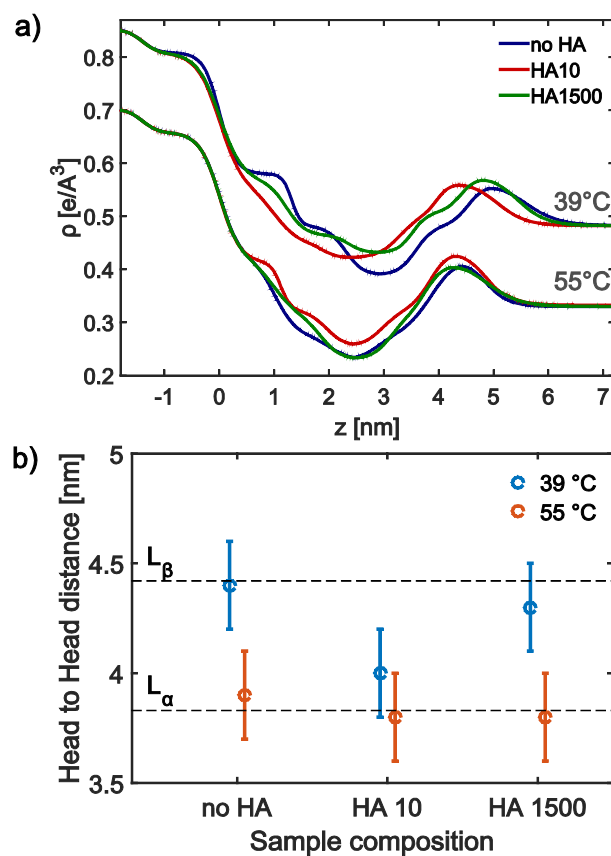 a)
no HA
HA10
HA1500
39°C
55°C
ρ [e/A³]
0.8
0.7
0.6
0.5
0.4
0.3
0.2
-1 0 1 2 3 4 5 6 7
z [nm]
b)
39 °C
55 °C
Lβ
Lα
Head to Head distance [nm]
5
4.5
4
3.5
no HA HA 10 HA 1500
Sample composition